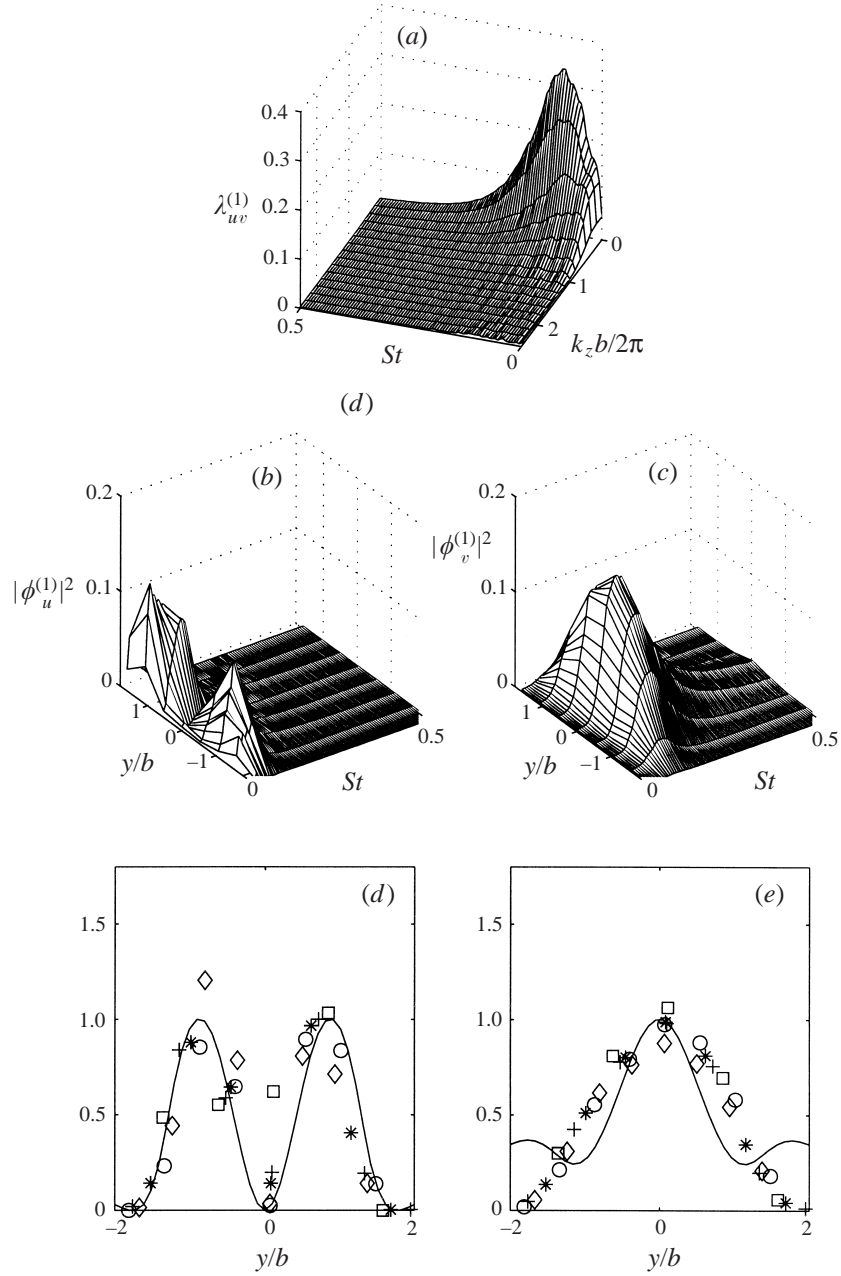 (a)
0.4
0.3
0.2
0.1
0
λ_{uv}^{(1)}
0.5
St
0
0
1
2
k_z b/2π
(d)
(b)
0.2
0.1
0
|ϕ_u^{(1)}|^2
1
0
–1
y/b
0
St
0.5
(c)
0.2
0.1
0
|ϕ_v^{(1)}|^2
1
0
–1
y/b
0
St
0.5
(d)
1.5
1.0
0.5
0
–2
0
2
y/b
(e)
1.5
1.0
0.5
0
–2
0
2
y/b